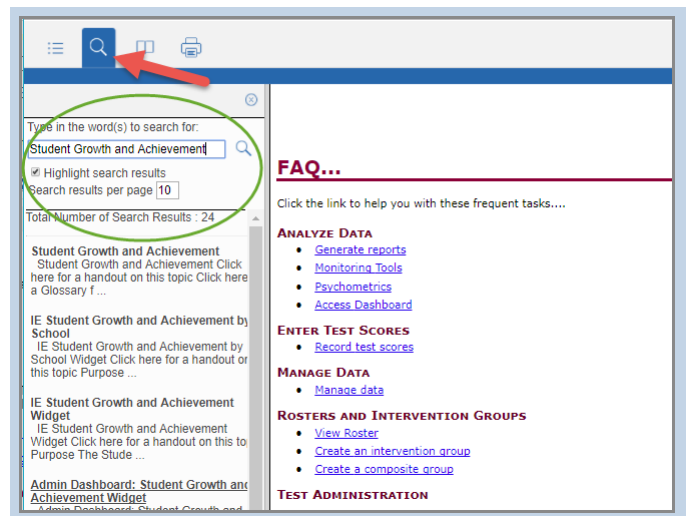 Type in the word(s) to search for:
Student Growth and Achievement
Highlight search results
Search results per page 10
Total Number of Search Results : 24
Student Growth and Achievement
Student Growth and Achievement Click
here for a handout on this topic Click here
a Glossary f ...
IE Student Growth and Achievement by
School
IE Student Growth and Achievement by
School Widget Click here for a handout or
this topic Purpose ...
IE Student Growth and Achievement
Widget
IE Student Growth and Achievement
Widget Click here for a handout on this to
Purpose The Stude ...
Admin Dashboard: Student Growth and
Achievement Widget
Admin Dashboard: Student Growth and
FAQ...
Click the link to help you with these frequent tasks....
ANALYZE DATA
Generate reports
Monitoring Tools
Psychometrics
Access Dashboard
ENTER TEST SCORES
Record test scores
MANAGE DATA
Manage data
ROSTERS AND INTERVENTION GROUPS
View Roster
Create an intervention group
Create a composite group
TEST ADMINISTRATION